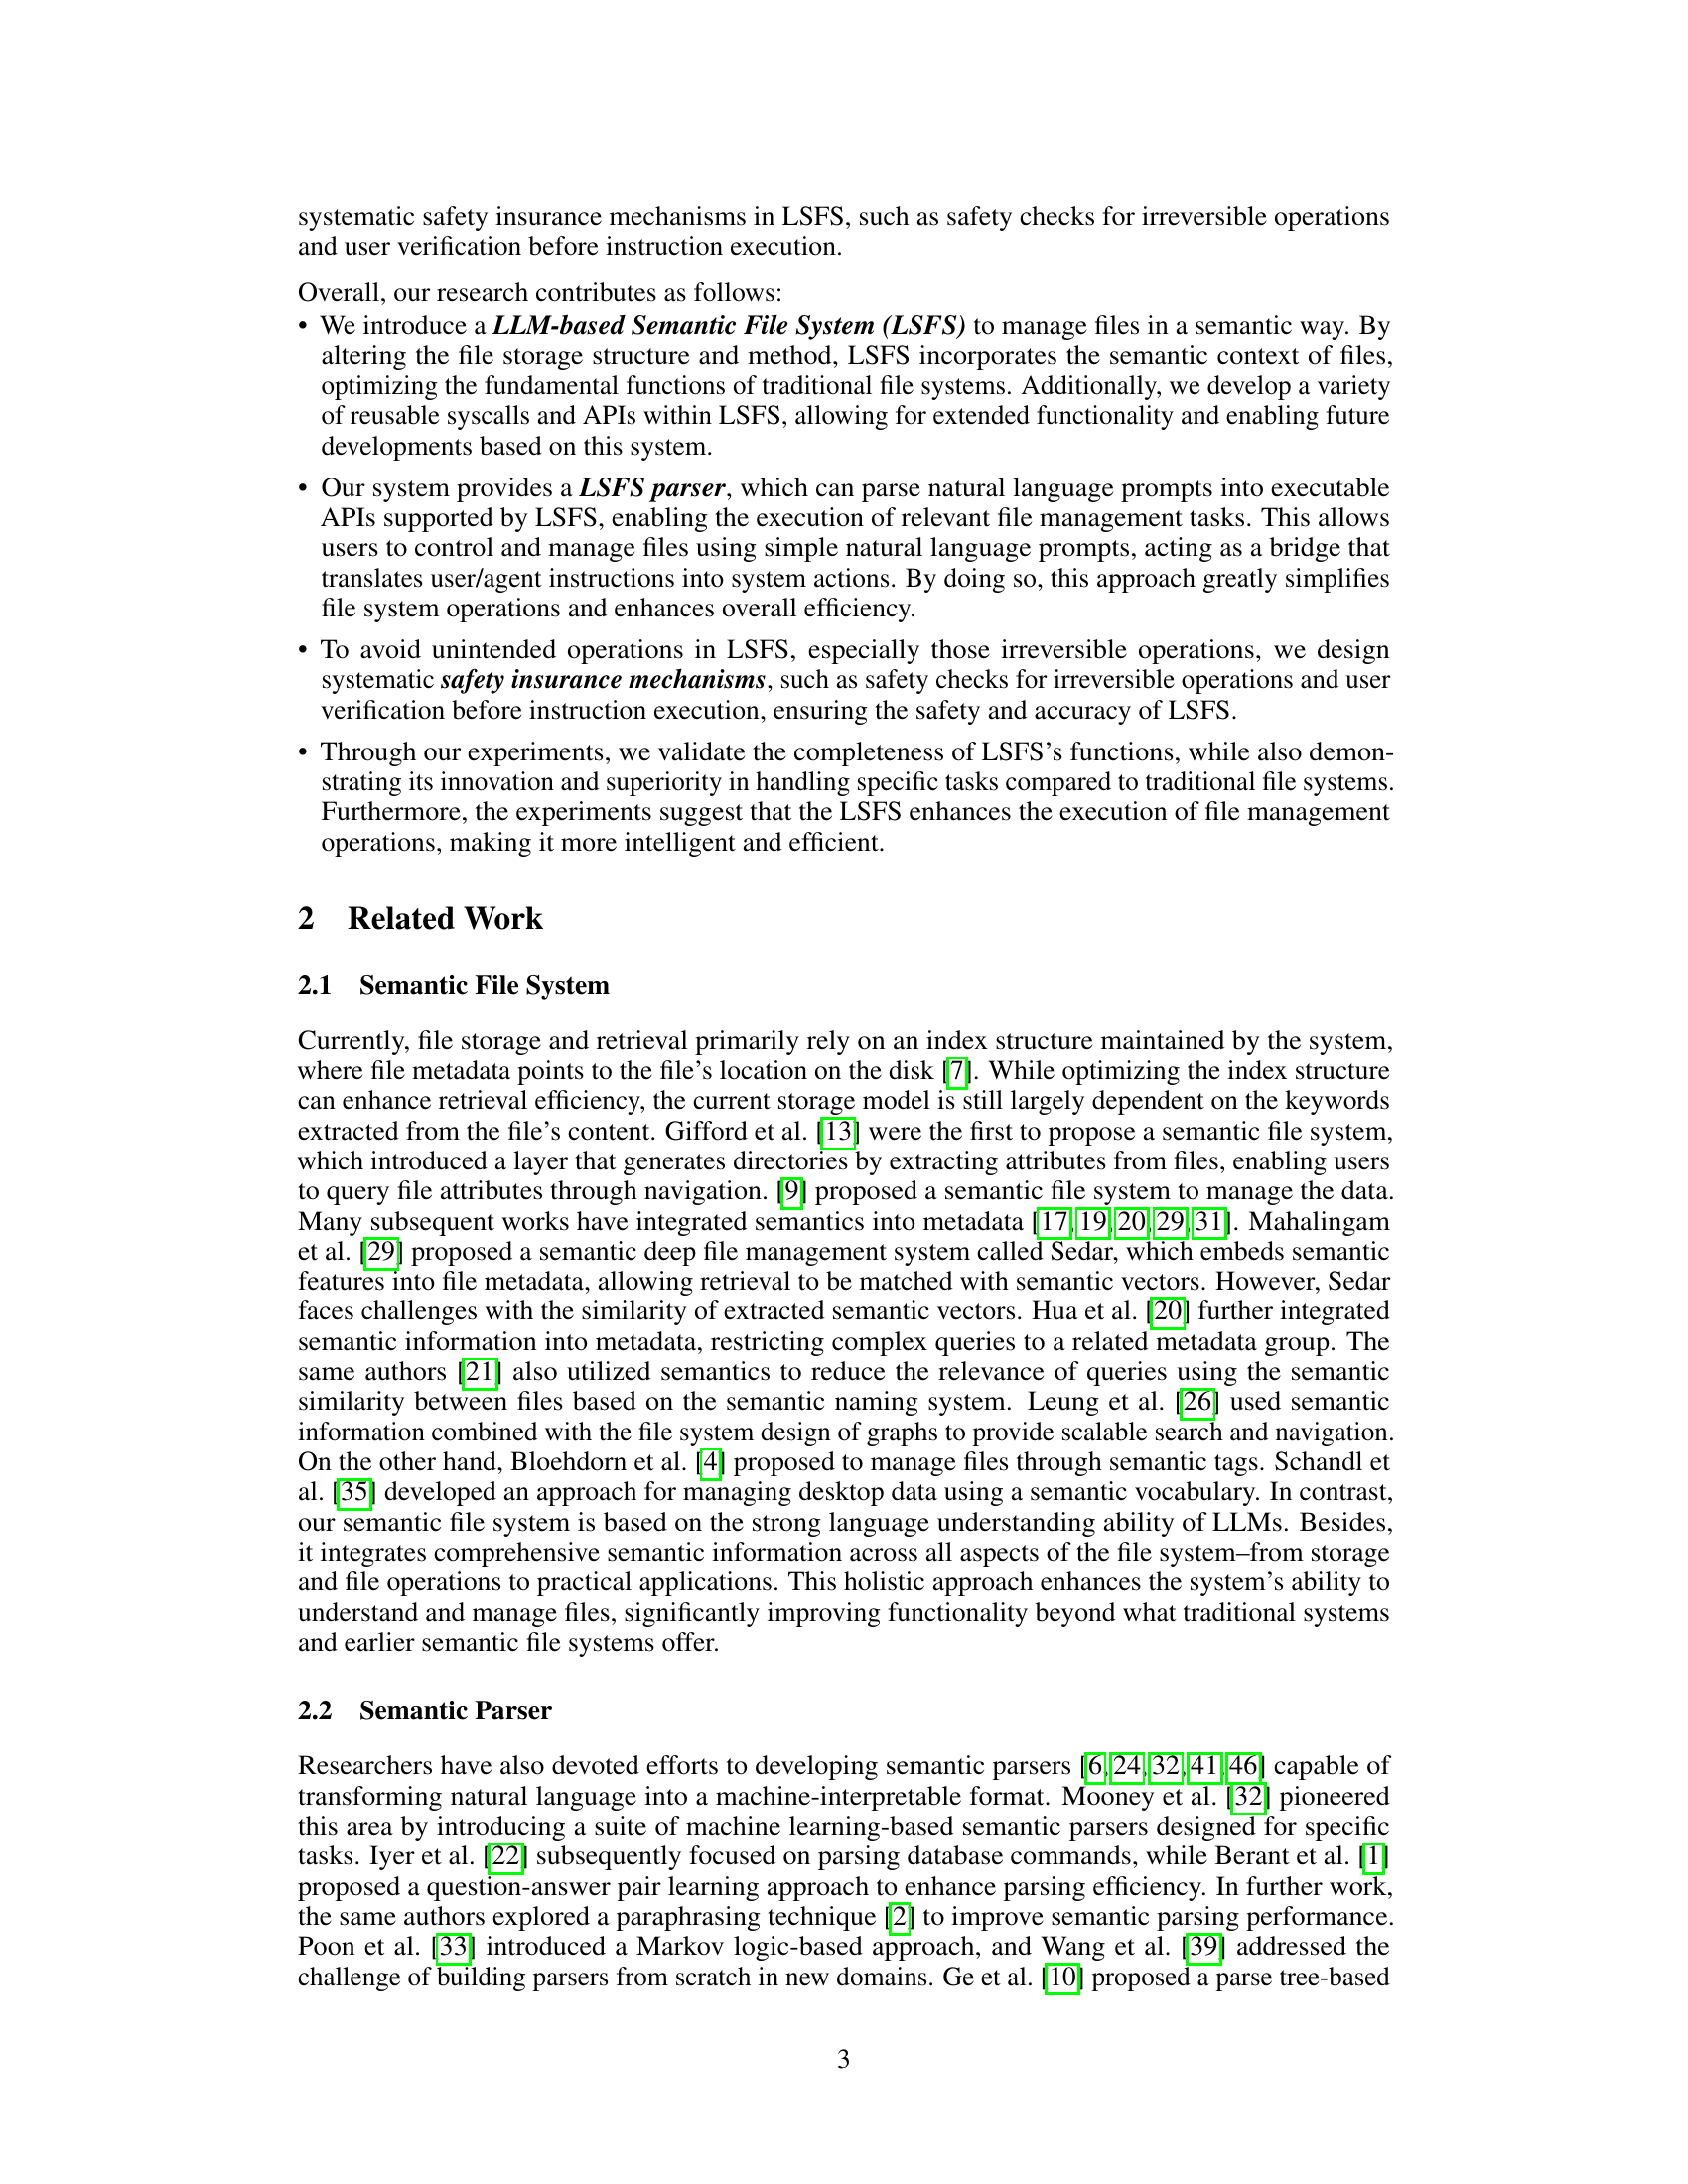 systematic safety insurance mechanisms in LSFS, such as safety checks for irreversible operations
and user verification before instruction execution.
Overall, our research contributes as follows:
• We introduce a LLM-based Semantic File System (LSFS) to manage files in a semantic way. By
altering the file storage structure and method, LSFS incorporates the semantic context of files,
optimizing the fundamental functions of traditional file systems. Additionally, we develop a variety
of reusable syscalls and APIs within LSFS, allowing for extended functionality and enabling future
developments based on this system.
• Our system provides a LSFS parser, which can parse natural language prompts into executable
APIs supported by LSFS, enabling the execution of relevant file management tasks. This allows
users to control and manage files using simple natural language prompts, acting as a bridge that
translates user/agent instructions into system actions. By doing so, this approach greatly simplifies
file system operations and enhances overall efficiency.
• To avoid unintended operations in LSFS, especially those irreversible operations, we design
systematic safety insurance mechanisms, such as safety checks for irreversible operations and user
verification before instruction execution, ensuring the safety and accuracy of LSFS.
• Through our experiments, we validate the completeness of LSFS's functions, while also demon-
strating its innovation and superiority in handling specific tasks compared to traditional file systems.
Furthermore, the experiments suggest that the LSFS enhances the execution of file management
operations, making it more intelligent and efficient.
2 Related Work
2.1 Semantic File System
Currently, file storage and retrieval primarily rely on an index structure maintained by the system,
where file metadata points to the file's location on the disk [7]. While optimizing the index structure
can enhance retrieval efficiency, the current storage model is still largely dependent on the keywords
extracted from the file's content. Gifford et al. [13] were the first to propose a semantic file system,
which introduced a layer that generates directories by extracting attributes from files, enabling users
to query file attributes through navigation. [9] proposed a semantic file system to manage the data.
Many subsequent works have integrated semantics into metadata [17, 19, 20, 29, 31]. Mahalingam
et al. [29] proposed a semantic deep file management system called Sedar, which embeds semantic
features into file metadata, allowing retrieval to be matched with semantic vectors. However, Sedar
faces challenges with the similarity of extracted semantic vectors. Hua et al. [20] further integrated
semantic information into metadata, restricting complex queries to a related metadata group. The
same authors [21] also utilized semantics to reduce the relevance of queries using the semantic
similarity between files based on the semantic naming system. Leung et al. [26] used semantic
information combined with the file system design of graphs to provide scalable search and navigation.
On the other hand, Bloehdorn et al. [4] proposed to manage files through semantic tags. Schandl et
al. [35] developed an approach for managing desktop data using a semantic vocabulary. In contrast,
our semantic file system is based on the strong language understanding ability of LLMs. Besides,
it integrates comprehensive semantic information across all aspects of the file system–from storage
and file operations to practical applications. This holistic approach enhances the system's ability to
understand and manage files, significantly improving functionality beyond what traditional systems
and earlier semantic file systems offer.
2.2 Semantic Parser
Researchers have also devoted efforts to developing semantic parsers [6, 24, 32, 41, 46] capable of
transforming natural language into a machine-interpretable format. Mooney et al. [32] pioneered
this area by introducing a suite of machine learning-based semantic parsers designed for specific
tasks. Iyer et al. [22] subsequently focused on parsing database commands, while Berant et al. [1]
proposed a question-answer pair learning approach to enhance parsing efficiency. In further work,
the same authors explored a paraphrasing technique [2] to improve semantic parsing performance.
Poon et al. [33] introduced a Markov logic-based approach, and Wang et al. [39] addressed the
challenge of building parsers from scratch in new domains. Ge et al. [10] proposed a parse tree-based
3